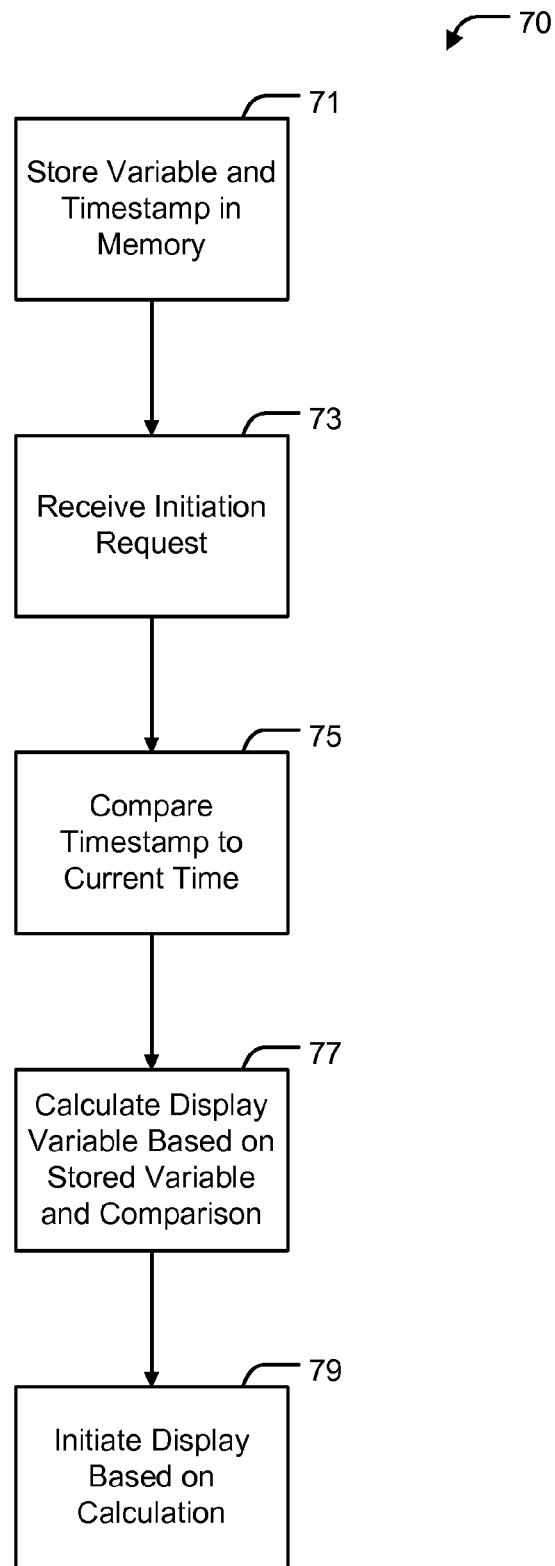 70
71
Store Variable and
Timestamp in
Memory
73
Receive Initiation
Request
75
Compare
Timestamp to
Current Time
77
Calculate Display
Variable Based on
Stored Variable
and Comparison
79
Initiate Display
Based on
Calculation